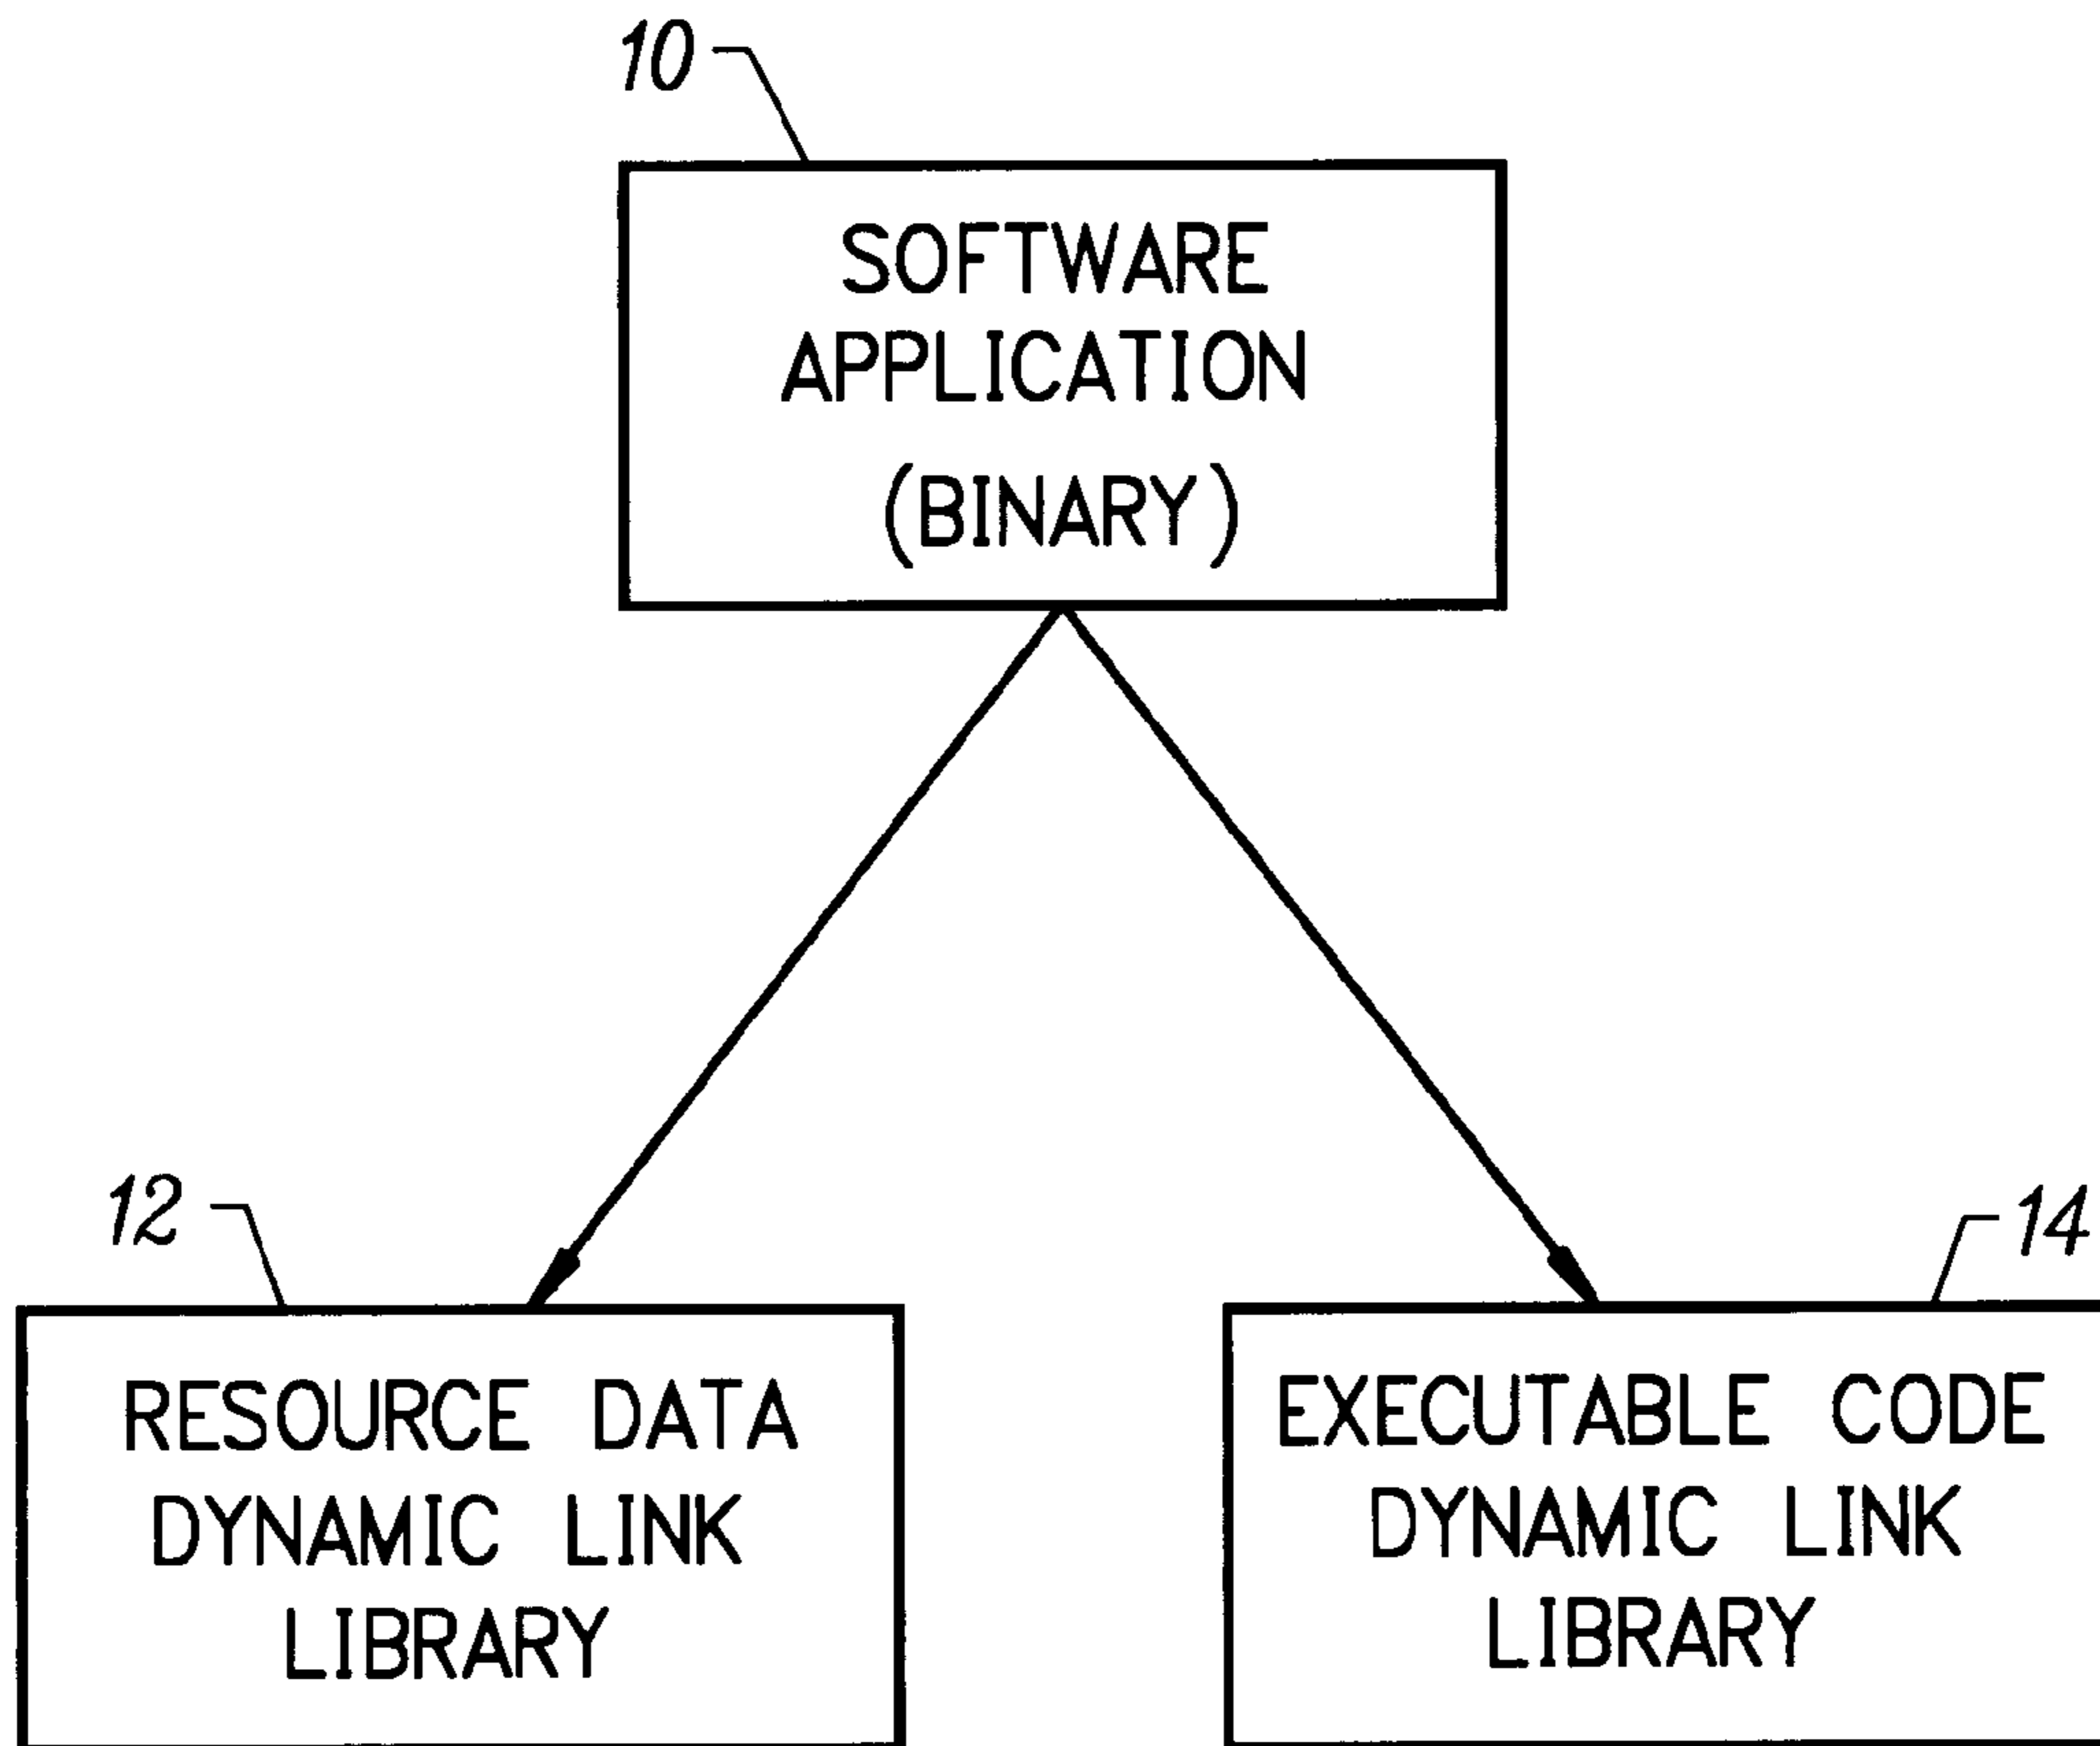 10
SOFTWARE
APPLICATION
(BINARY)
12
14
RESOURCE DATA
DYNAMIC LINK
LIBRARY
EXECUTABLE CODE
DYNAMIC LINK
LIBRARY